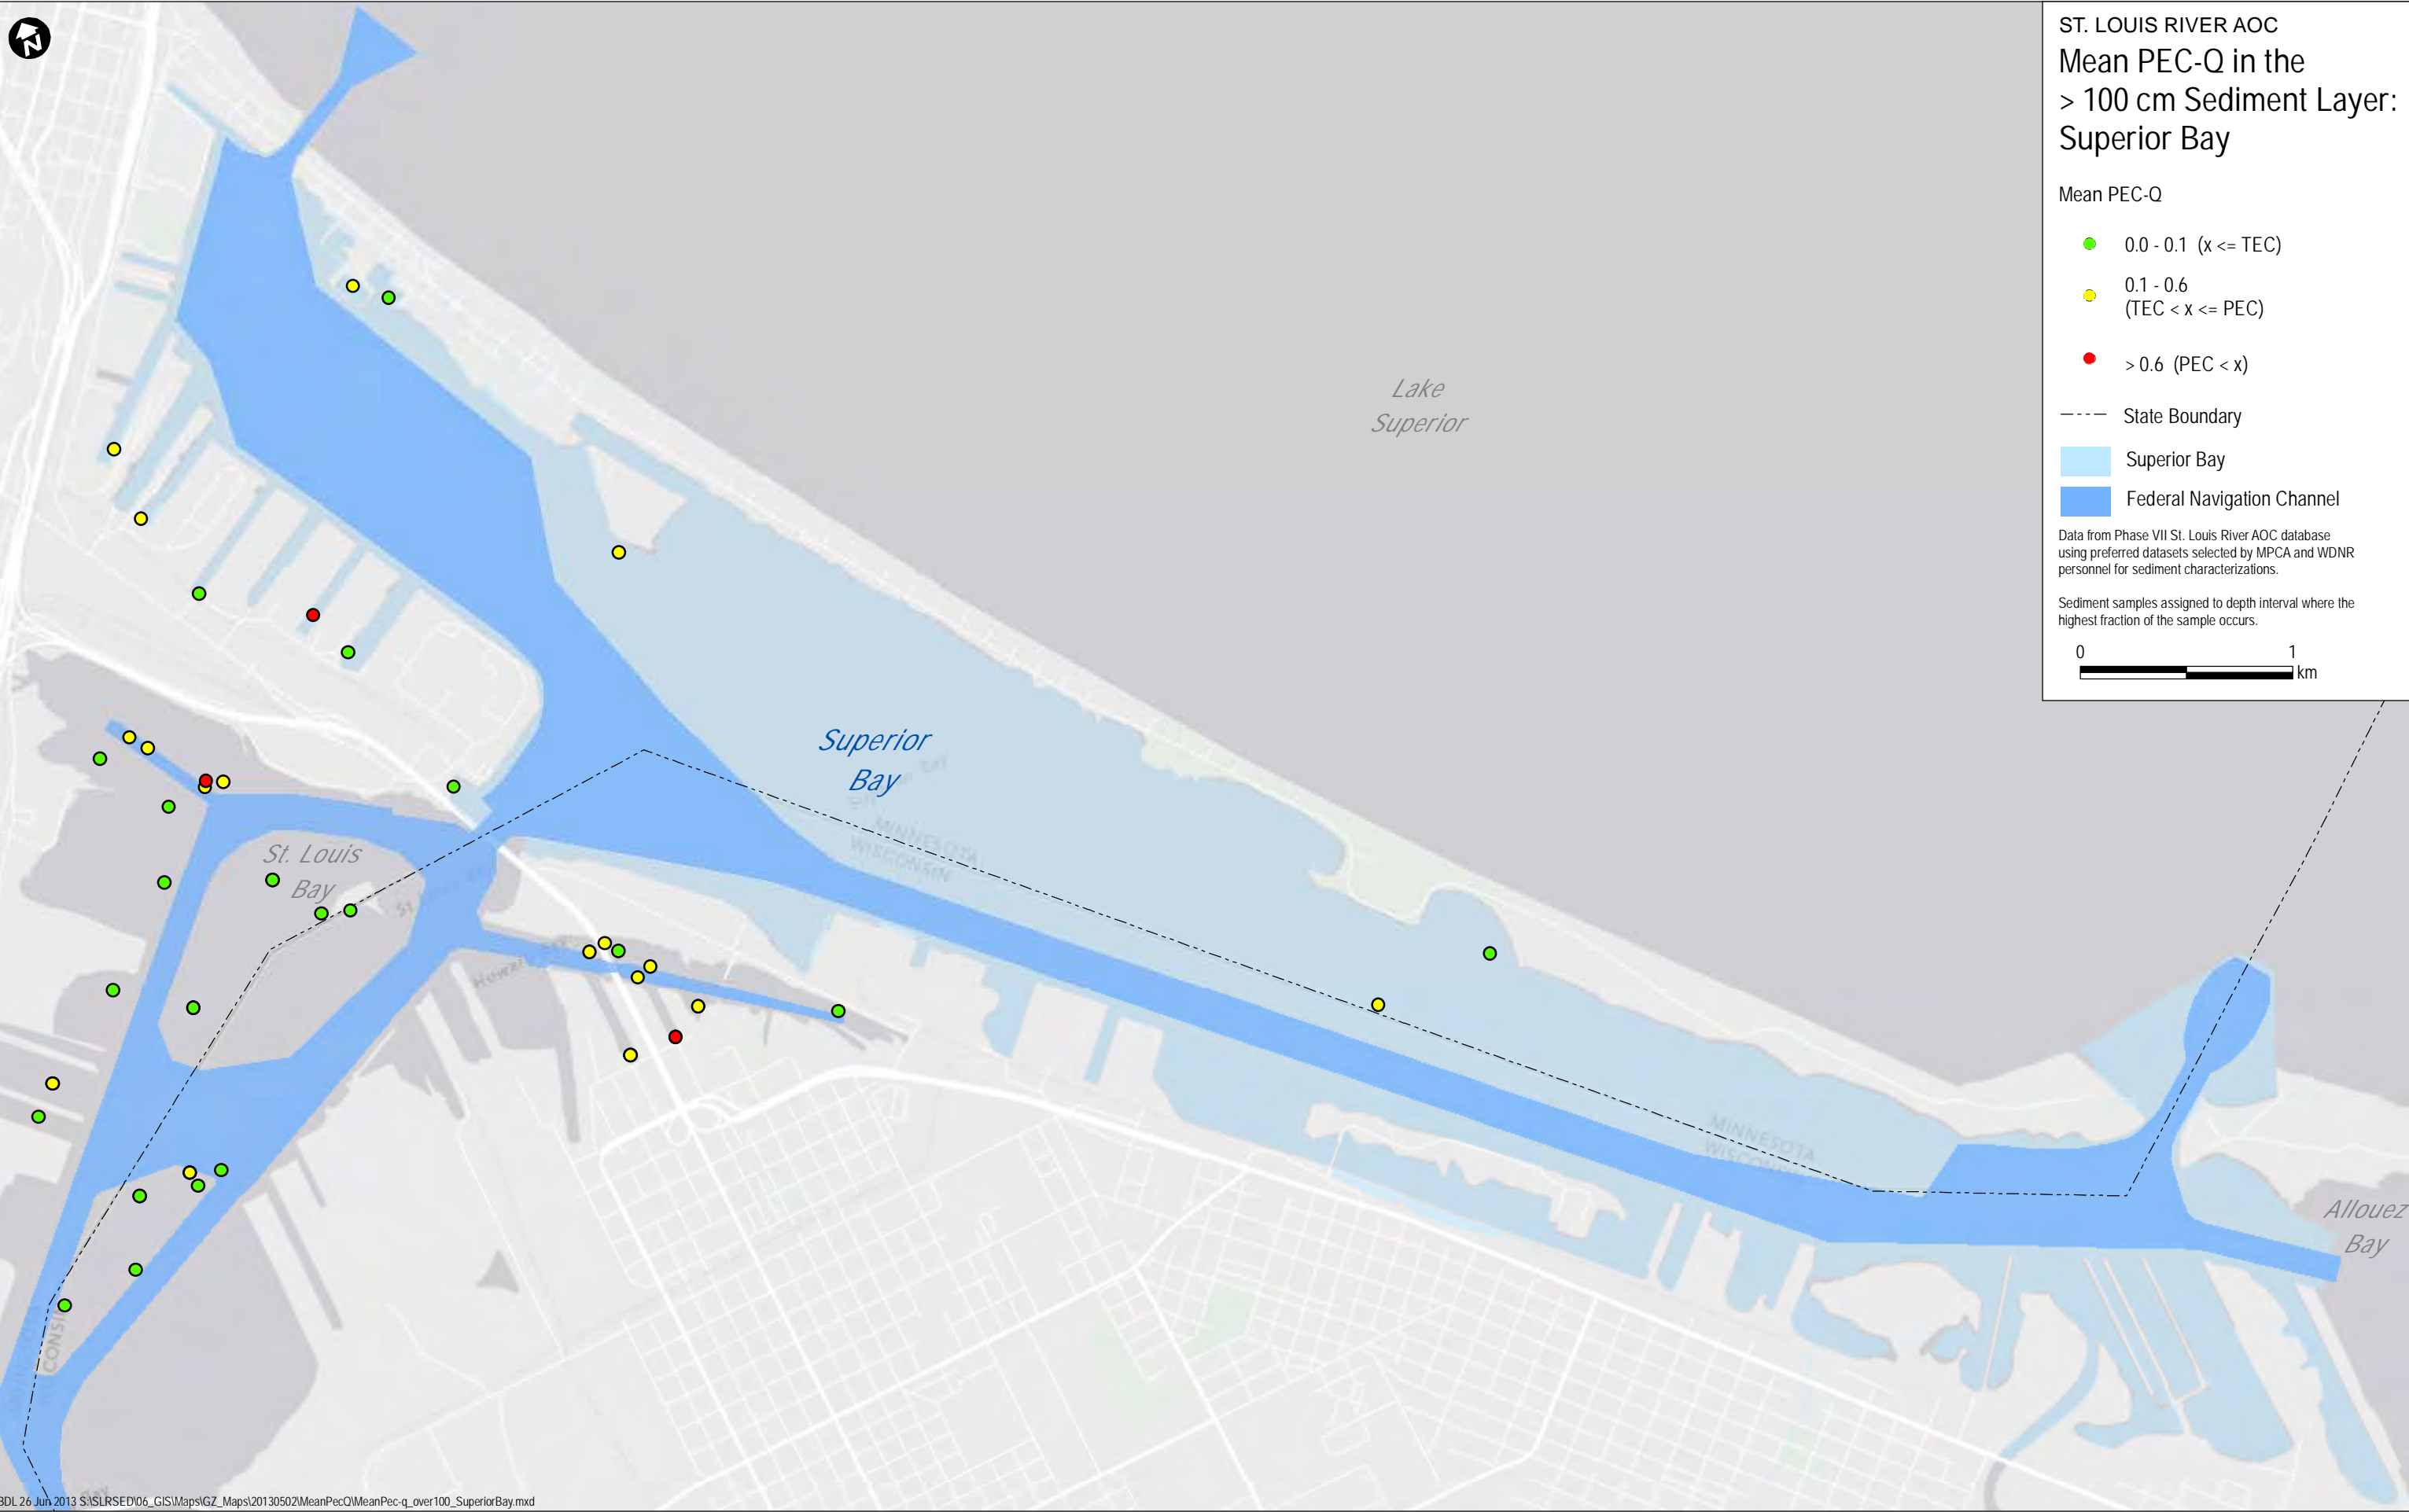 N
ST. LOUIS RIVER AOC
Mean PEC-Q in the
> 100 cm Sediment Layer:
Superior Bay
Mean PEC-Q
0.0 - 0.1 (x <= TEC)
0.1 - 0.6
(TEC < x <= PEC)
> 0.6 (PEC < x)
State Boundary
Superior Bay
Federal Navigation Channel
Data from Phase VII St. Louis River AOC database
using preferred datasets selected by MPCA and WDNR
personnel for sediment characterizations.
Sediment samples assigned to depth interval where the
highest fraction of the sample occurs.
0 1
km
Lake
Superior
Superior
Bay
MINNESOTA
WISCONSIN
St. Louis
Bay
MINNESOTA
WISCONSIN
Allouez
Bay
Bay
BDL 26 Jun 2013 S:\SLRSED\06_GIS\Maps\GZ_Maps\20130502\MeanPecQ\MeanPec-q_over100_SuperiorBay.mxd